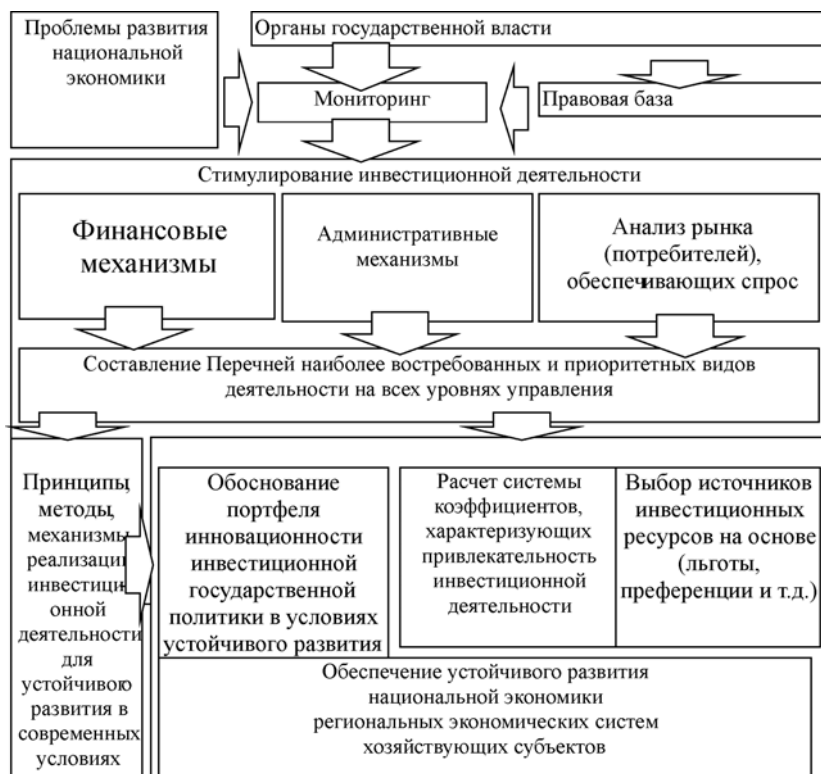 Проблемы развития
национальной
экономики
Органы государственной власти
Мониторинг
Правовая база
Стимулирование инвестиционной деятельности
Финансовые
механизмы
Административные
механизмы
Анализ рынка
(потребителей),
обеспечивающих спрос
Составление Перечней наиболее востребованных и приоритетных видов
деятельности на всех уровнях управления
Принципы,
методы,
механизмы
реализации
инвестици-
онной
деятельности
для
устойчивого
развития в
современных
условиях
Обоснование
портфеля
инновационности
инвестиционной
государственной
политики в условиях
устойчивого развития
Расчет системы
коэффициентов,
характеризующих
привлекательность
инвестиционной
деятельности
Выбор источников
инвестиционных
ресурсов на основе
(льготы,
преференции и т.д.)
Обеспечение устойчивого развития
национальной экономики
региональных экономических систем
хозяйствующих субъектов